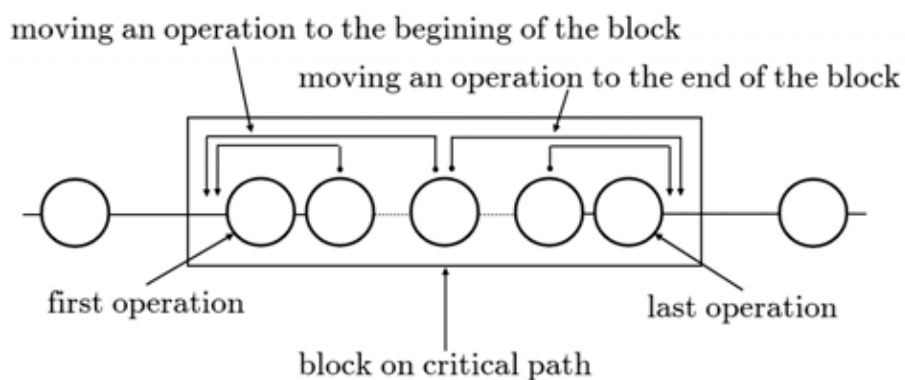 moving an operation to the begining of the block
moving an operation to the end of the block
first operation
last operation
block on critical path